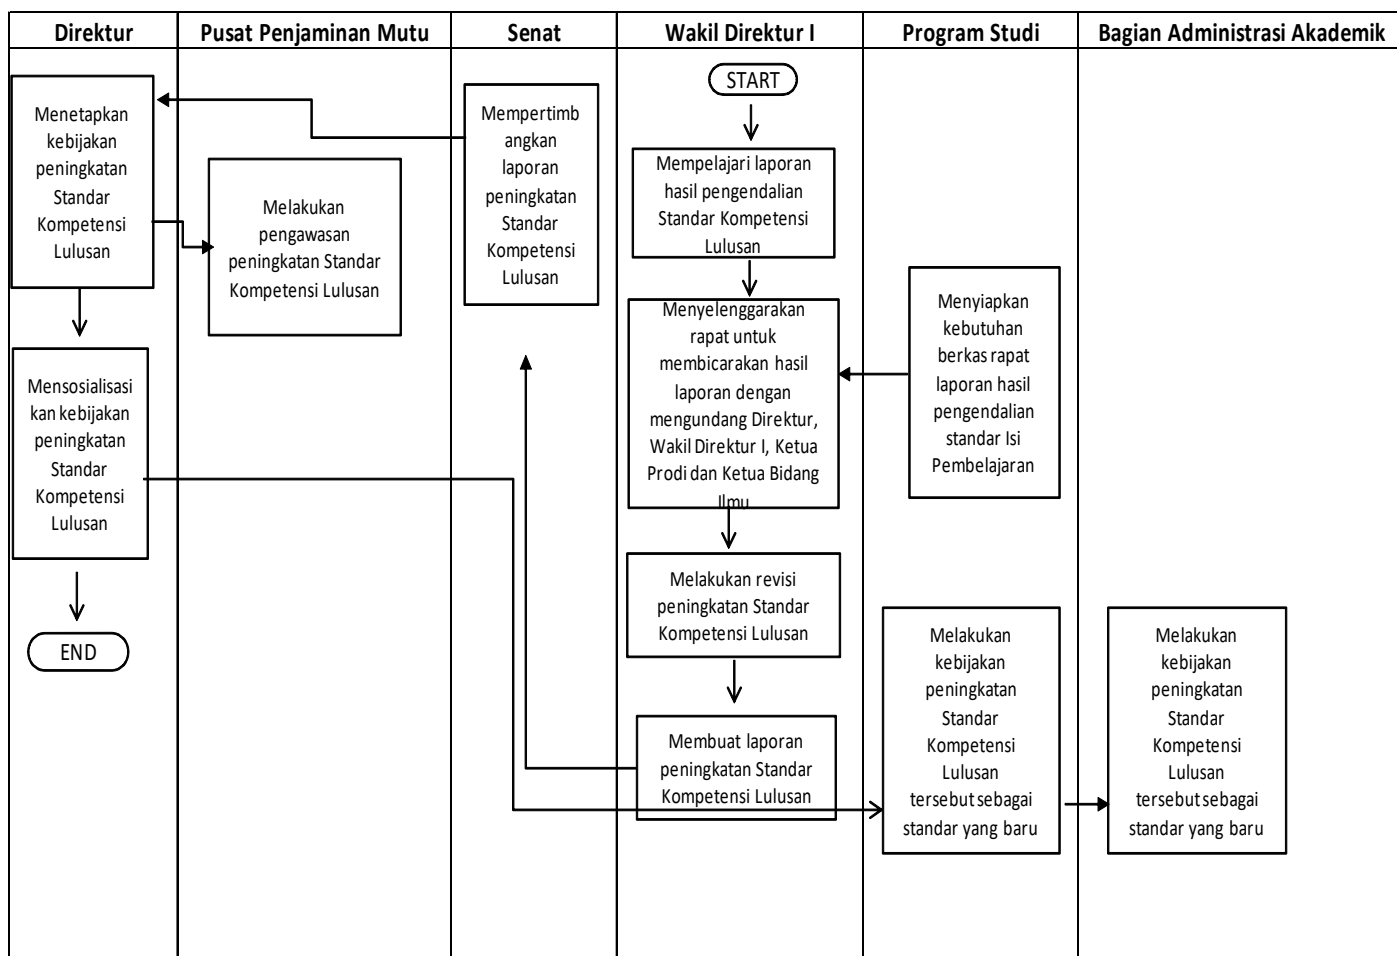 Direktur
Pusat Penjaminan Mutu
Senat
Wakil Direktur I
Program Studi
Bagian Administrasi Akademik
Menetapkan
kebijakan
peningkatan
Standar
Kompetensi
Lulusan
Mensosialisasi
kan kebijakan
peningkatan
Standar
Kompetensi
Lulusan
END
Melakukan
pengawasan
peningkatan Standar
Kompetensi Lulusan
Mempertimb
angkan
laporan
peningkatan
Standar
Kompetensi
Lulusan
START
Mempelajari laporan
hasil pengendalian
Standar Kompetensi
Lulusan
Menyelenggarakan
rapat untuk
membicarakan hasil
laporan dengan
mengundang Direktur,
Wakil Direktur I, Ketua
Prodi dan Ketua Bidang
Ilmu
Melakukan revisi
peningkatan Standar
Kompetensi Lulusan
Membuat laporan
peningkatan Standar
Kompetensi Lulusan
Menyiapkan
kebutuhan
berkas rapat
laporan hasil
pengendalian
standar Isi
Pembelajaran
Melakukan
kebijakan
peningkatan
Standar
Kompetensi
Lulusan
tersebut sebagai
standar yang baru
Melakukan
kebijakan
peningkatan
Standar
Kompetensi
Lulusan
tersebut sebagai
standar yang baru